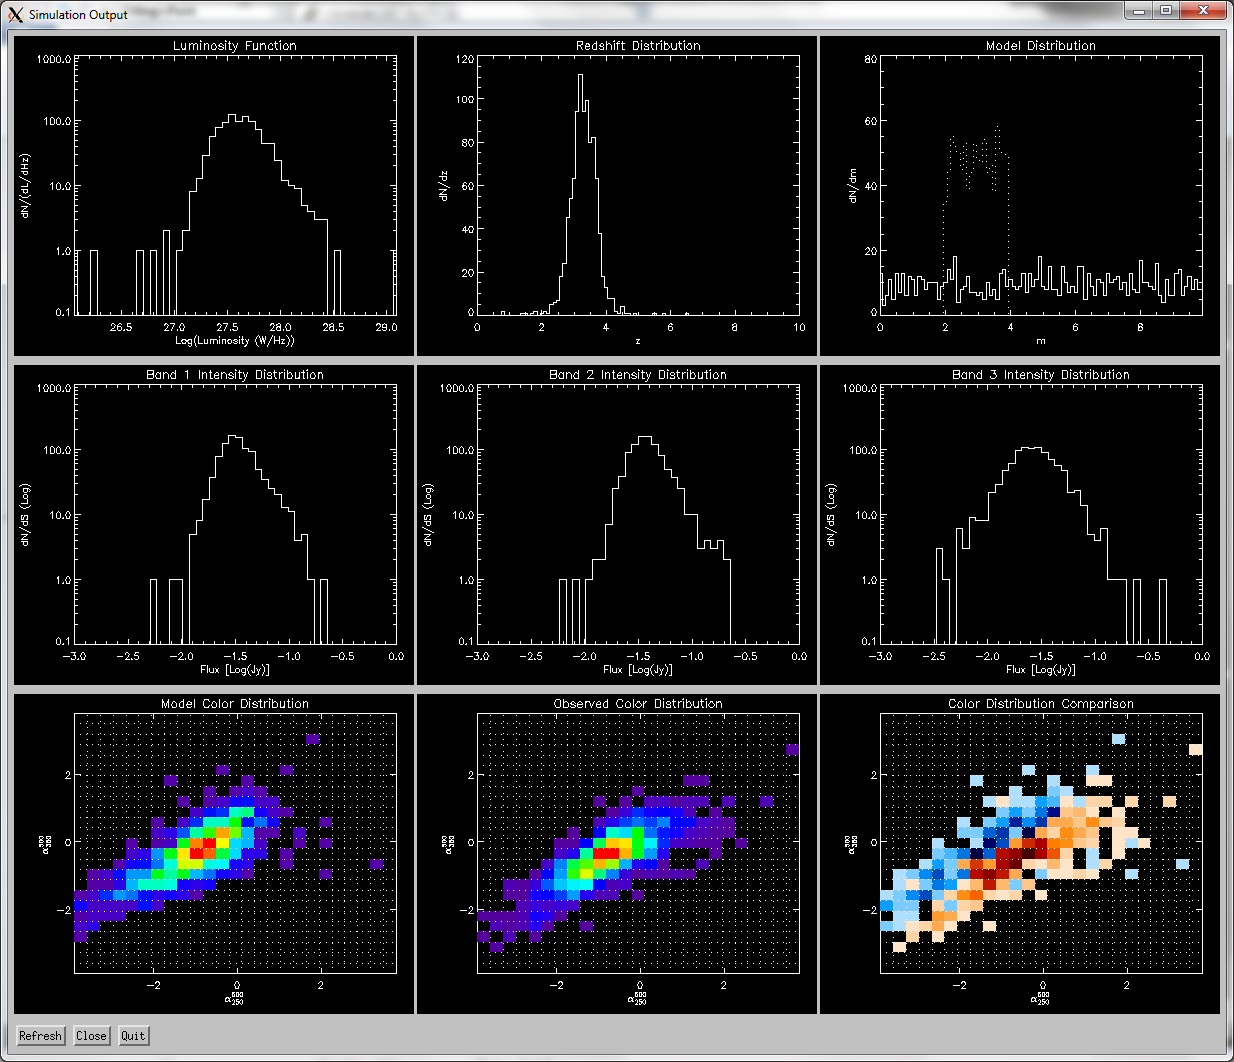 Simulation Output
Luminosity Function
1000.0
100.0
10.0
1.0
0.1
dN/(dL/dHz)
26.5 27.0 27.5 28.0 28.5 29.0
Log(Luminosity (W/Hz))
Redshift Distribution
120
100
80
60
40
20
0
dN/dz
0 2 4 6 8 10
z
Model Distribution
80
60
40
20
0
dN/dm
0 2 4 6 8
m
Band 1 Intensity Distribution
1000.0
100.0
10.0
1.0
0.1
dN/dS (Log)
−3.0 −2.5 −2.0 −1.5 −1.0 −0.5 0.0
Flux [Log(Jy)]
Band 2 Intensity Distribution
1000.0
100.0
10.0
1.0
0.1
dN/dS (Log)
−3.0 −2.5 −2.0 −1.5 −1.0 −0.5 0.0
Flux [Log(Jy)]
Band 3 Intensity Distribution
1000.0
100.0
10.0
1.0
0.1
dN/dS (Log)
−3.0 −2.5 −2.0 −1.5 −1.0 −0.5 0.0
Flux [Log(Jy)]
Model Color Distribution
2
0
−2
−2 0 2
Observed Color Distribution
2
0
−2
−2 0 2
Color Distribution Comparison
2
0
−2
−2 0 2
Refresh Close Quit